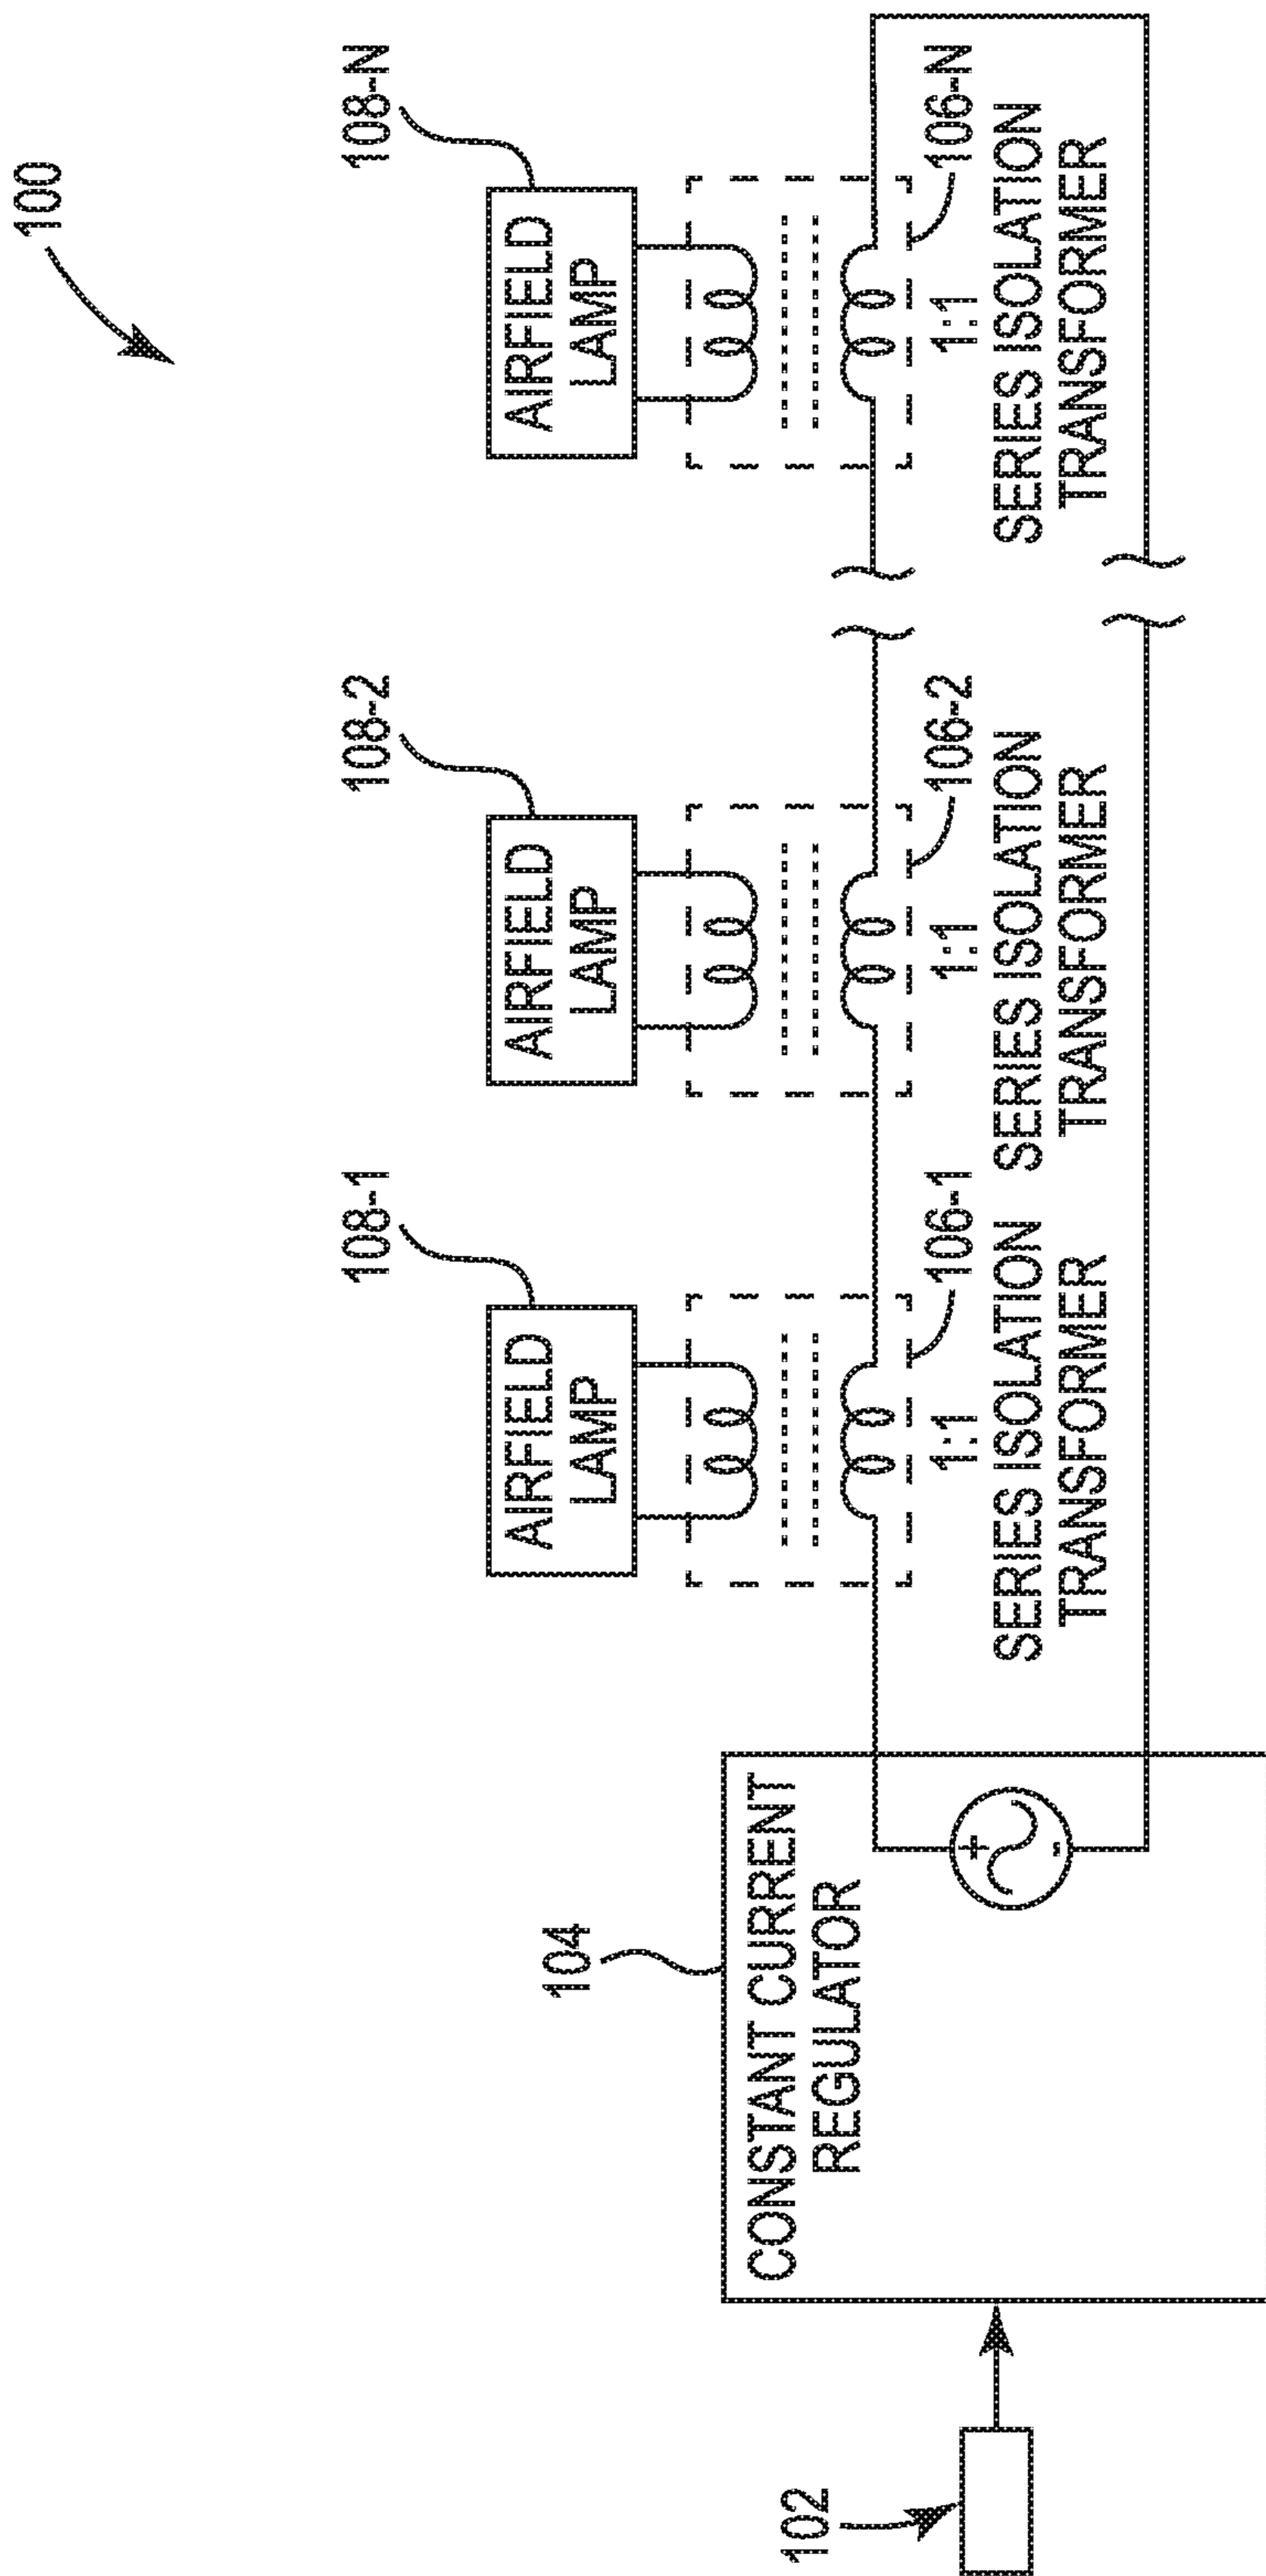 100
108-1
108-2
108-N
AIRFIELD
LAMP
AIRFIELD
LAMP
AIRFIELD
LAMP
104
CONSTANT CURRENT
REGULATOR
+
-
106-1
106-2
106-N
1:1
1:1
1:1
SERIES ISOLATION
TRANSFORMER
SERIES ISOLATION
TRANSFORMER
SERIES ISOLATION
TRANSFORMER
102